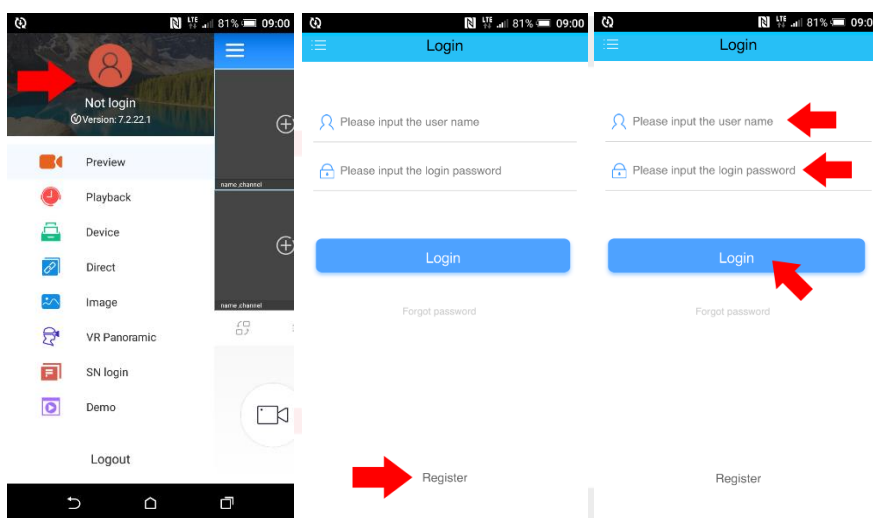 LTE 81% 09:00
Not login
Version: 7.2.22.1
Preview
Playback
Device
Direct
Image
VR Panoramic
SN login
Demo
Logout
name,channel
name,channel
LTE 81% 09:00
Login
Please input the user name
Please input the login password
Login
Forgot password
Register
LTE 81% 09:0
Login
Please input the user name
Please input the login password
Login
Forgot password
Register